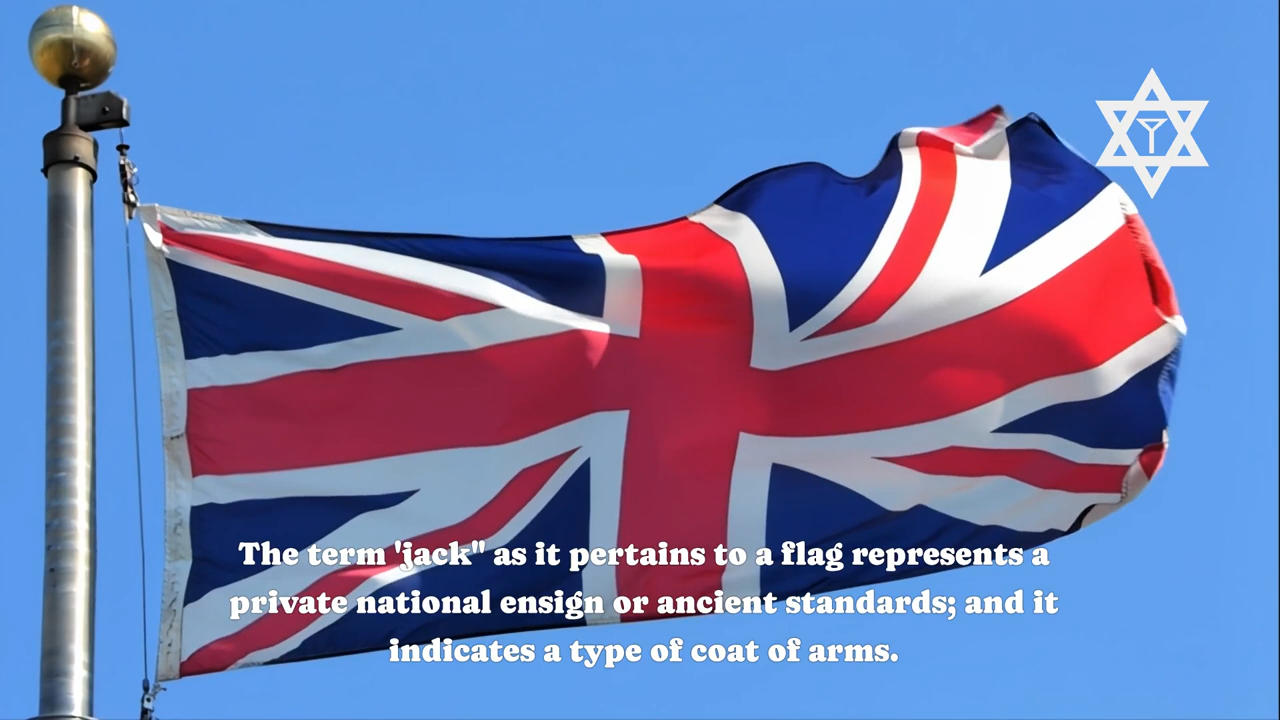 The term 'jack" as it pertains to a flag represents a
private national ensign or ancient standards; and it
indicates a type of coat of arms.